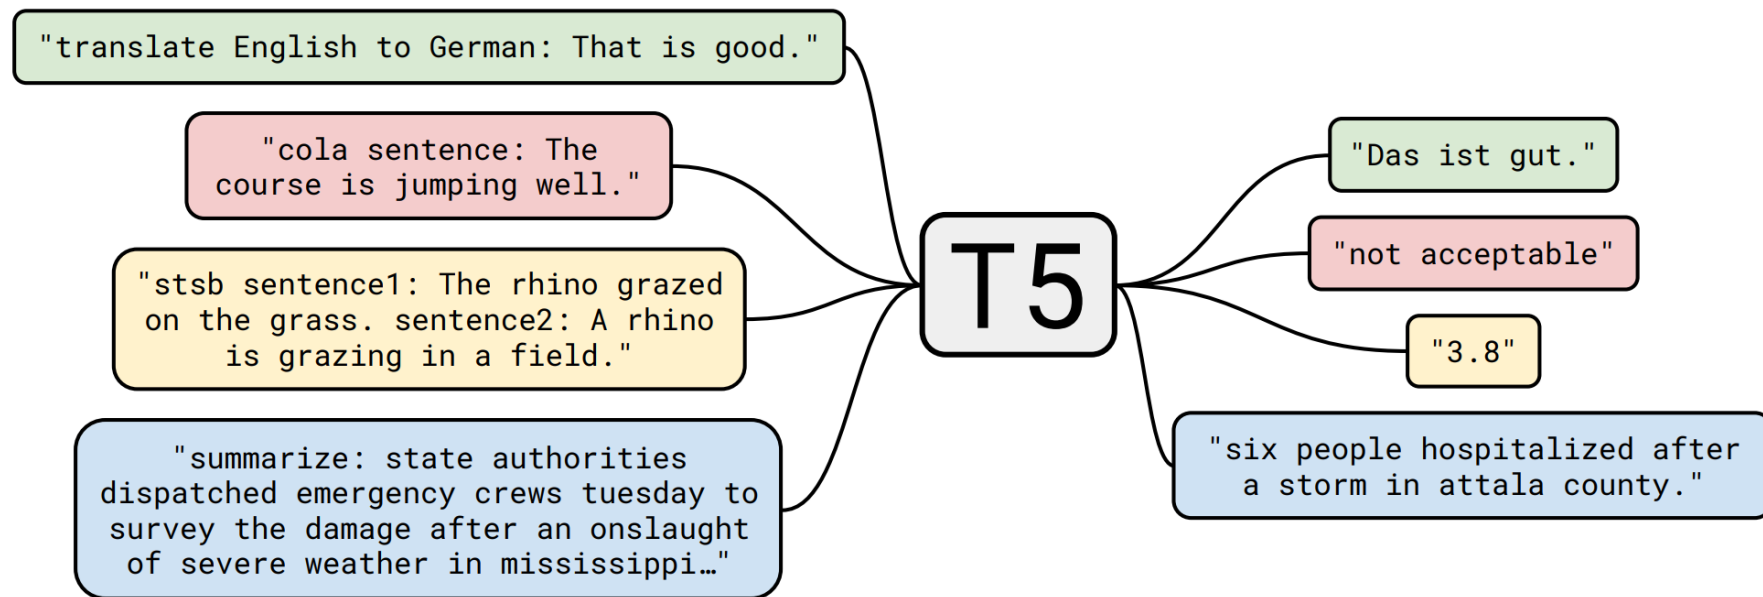 "translate English to German: That is good."
"cola sentence: The
course is jumping well."
"stsb sentence1: The rhino grazed
on the grass. sentence2: A rhino
is grazing in a field."
"summarize: state authorities
dispatched emergency crews tuesday to
survey the damage after an onslaught
of severe weather in mississippi…"
T5
"Das ist gut."
"not acceptable"
"3.8"
"six people hospitalized after
a storm in attala county."